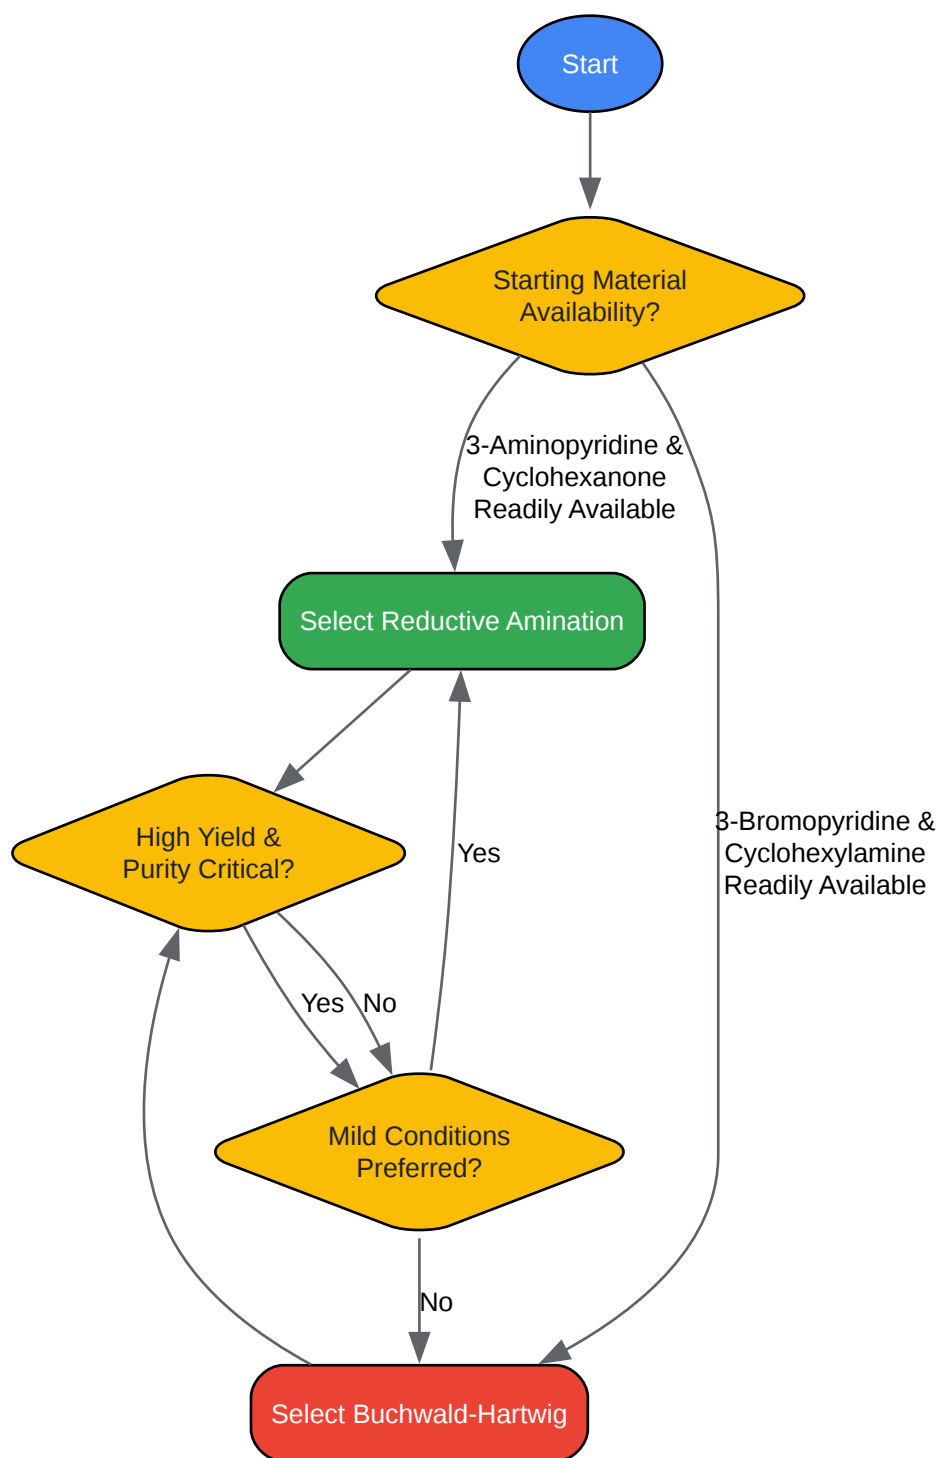 Start
Starting Material
Availability?
3-Aminopyridine &
Cyclohexanone
Readily Available
Select Reductive Amination
High Yield &
Purity Critical?
Yes
3-Bromopyridine &
Cyclohexylamine
Readily Available
Yes
No
Mild Conditions
Preferred?
No
Select Buchwald-Hartwig